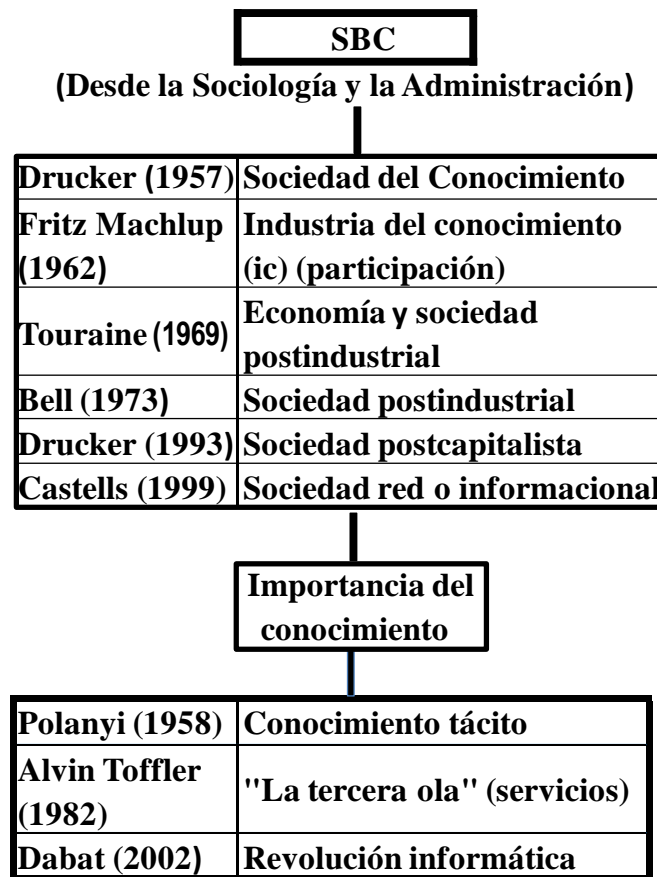 SBC
(Desde la Sociología y la Administración)
Drucker (1957) Sociedad del Conocimiento
Fritz Machlup (1962) Industria del conocimiento (ic) (participación)
Touraine (1969) Economía y sociedad postindustrial
Bell (1973) Sociedad postindustrial
Drucker (1993) Sociedad postcapitalista
Castells (1999) Sociedad red o informacional
Importancia del
conocimiento
Polanyi (1958) Conocimiento tácito
Alvin Toffler (1982) "La tercera ola" (servicios)
Dabat (2002) Revolución informática